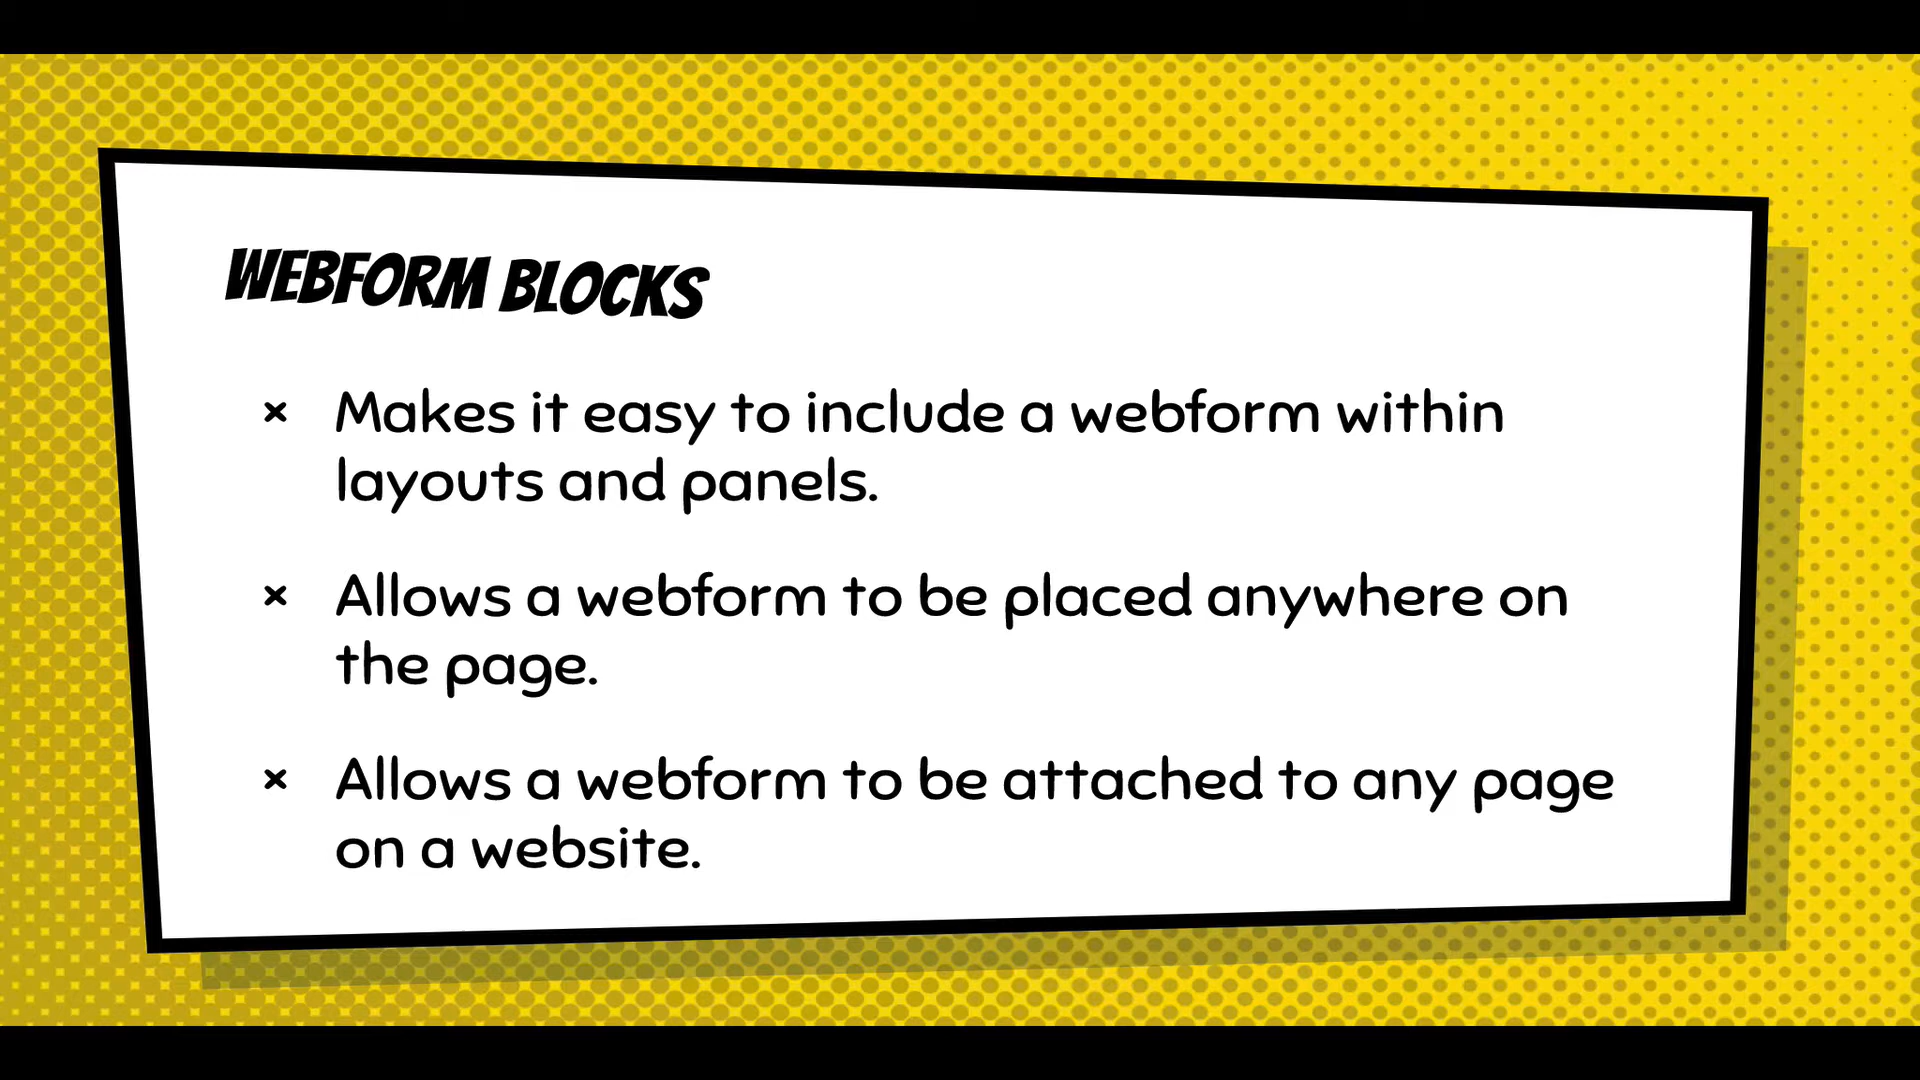 WEBFORM BLOCKS
× Makes it easy to include a webform within
layouts and panels.
× Allows a webform to be placed anywhere on
the page.
× Allows a webform to be attached to any page
on a website.